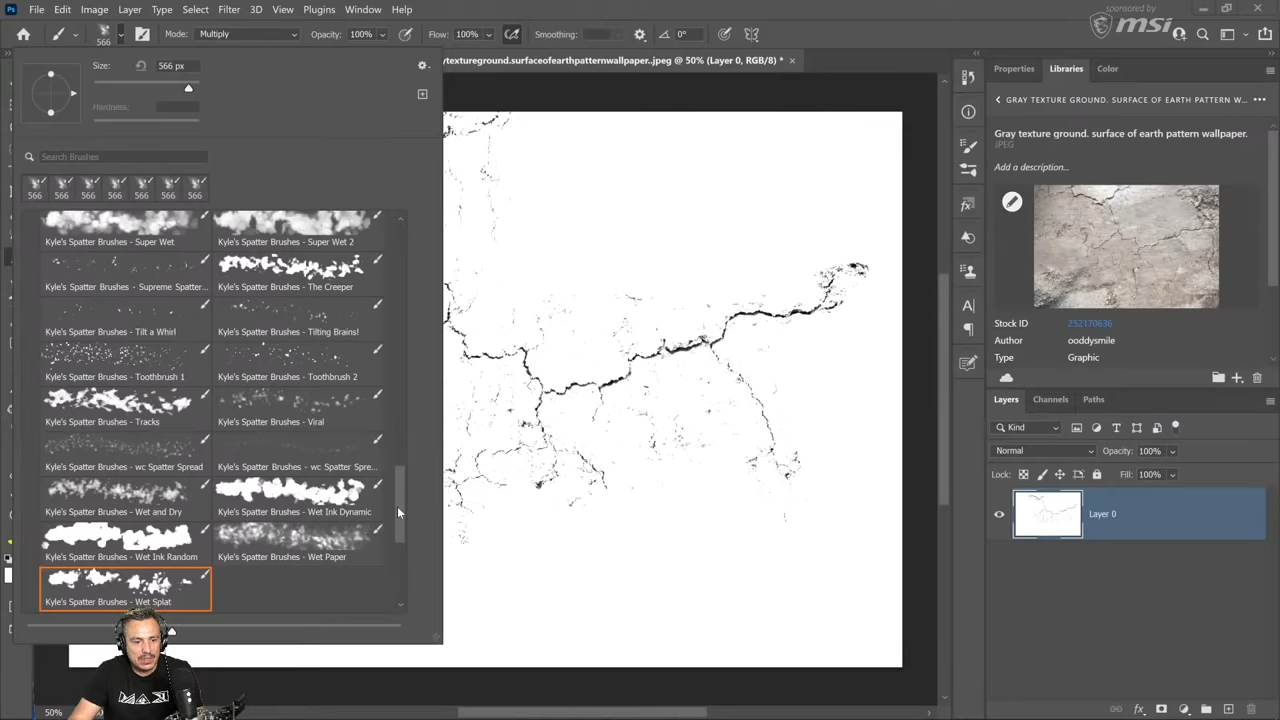 Ps File Edit Image Layer Type Select Filter 3D View Plugins Window Help
sponsored by
msi
566 Mode: Multiply Opacity: 100% Flow: 100% Smoothing: 0°
Size: 566 px
Hardness:
Search Brushes
566 566 566 566 566 566 566
Kyle's Spatter Brushes - Super Wet
Kyle's Spatter Brushes - Super Wet 2
Kyle's Spatter Brushes - Supreme Spatter...
Kyle's Spatter Brushes - The Creeper
Kyle's Spatter Brushes - Tilt a Whirl
Kyle's Spatter Brushes - Tilting Brains!
Kyle's Spatter Brushes - Toothbrush 1
Kyle's Spatter Brushes - Toothbrush 2
Kyle's Spatter Brushes - Tracks
Kyle's Spatter Brushes - Viral
Kyle's Spatter Brushes - wc Spatter Spread
Kyle's Spatter Brushes - wc Spatter Spre...
Kyle's Spatter Brushes - Wet and Dry
Kyle's Spatter Brushes - Wet Ink Dynamic
Kyle's Spatter Brushes - Wet Ink Random
Kyle's Spatter Brushes - Wet Paper
Kyle's Spatter Brushes - Wet Splat
ytextureground.surfaceofearthpatternwallpaper..jpeg @ 50% (Layer 0, RGB/8) *
50%
Properties Libraries Color
GRAY TEXTURE GROUND. SURFACE OF EARTH PATTERN W...
Gray texture ground. surface of earth pattern wallpaper.
JPEG
Add a description...
Stock ID 252170636
Author ooddysmile
Type Graphic
Layers Channels Paths
Kind
Normal Opacity: 100%
Lock: Fill: 100%
Layer 0